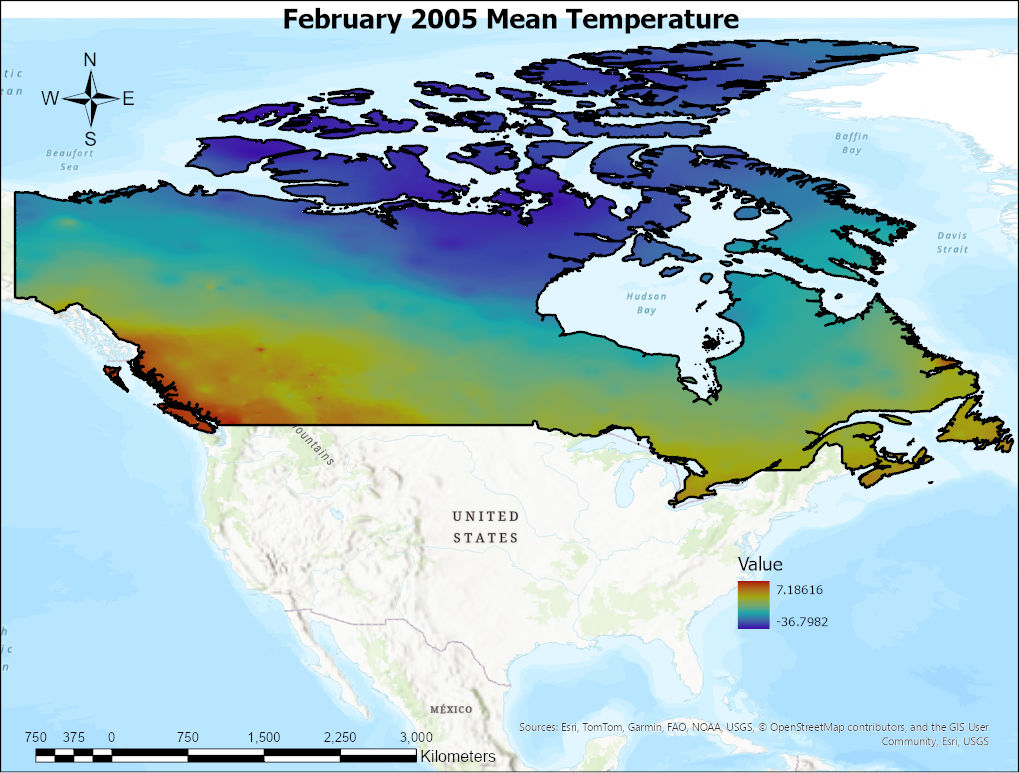 February 2005 Mean Temperature
N
W E
S
tic
ean
Beaufort
Sea
Baffin
Bay
Davis
Strait
Hudson
Bay
ountains
UNITED
STATES
Value
7.18616
-36.7982
h
ic
n
MÉXICO
Sources: Esri, TomTom, Garmin, FAO, NOAA, USGS, © OpenStreetMap contributors, and the GIS User
Community, Esri, USGS
750 375 0 750 1,500 2,250 3,000
Kilometers